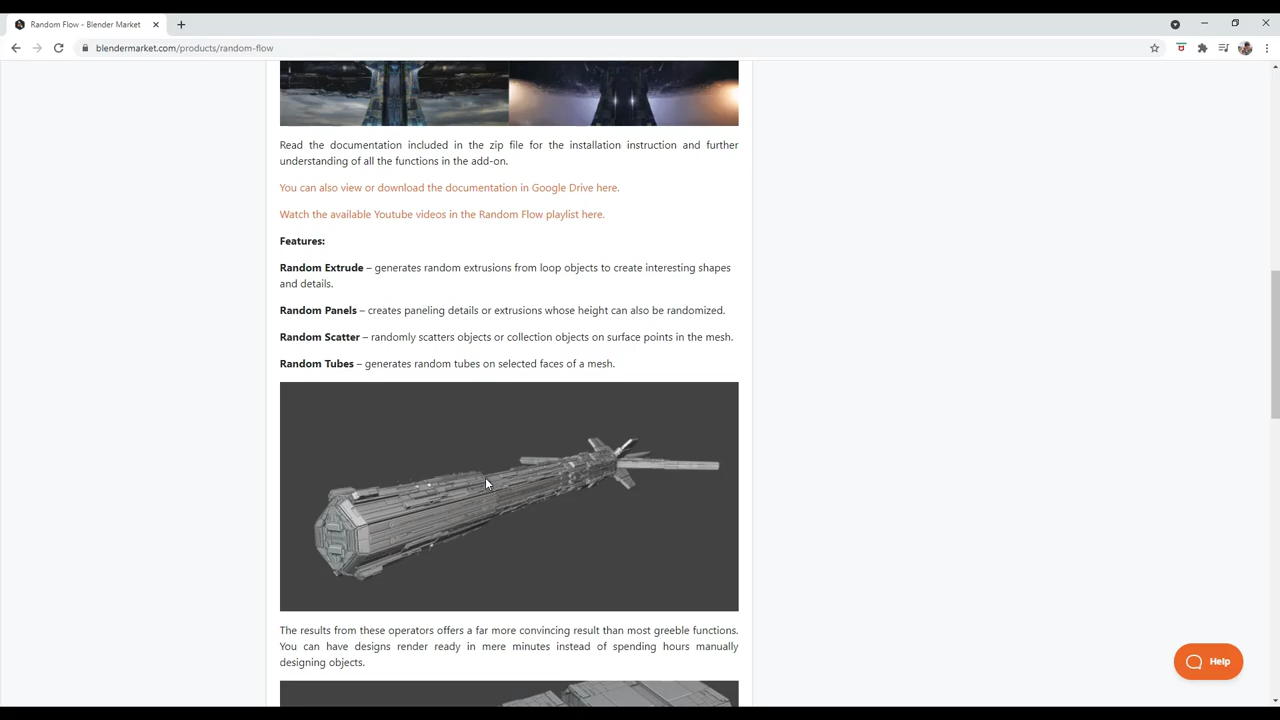 Random Flow - Blender Market
blendermarket.com/products/random-flow
Read the documentation included in the zip file for the installation instruction and further
understanding of all the functions in the add-on.
You can also view or download the documentation in Google Drive here.
Watch the available Youtube videos in the Random Flow playlist here.
Features:
Random Extrude – generates random extrusions from loop objects to create interesting shapes
and details.
Random Panels – creates paneling details or extrusions whose height can also be randomized.
Random Scatter – randomly scatters objects or collection objects on surface points in the mesh.
Random Tubes – generates random tubes on selected faces of a mesh.
The results from these operators offers a far more convincing result than most greeble functions.
You can have designs render ready in mere minutes instead of spending hours manually
designing objects.
Help